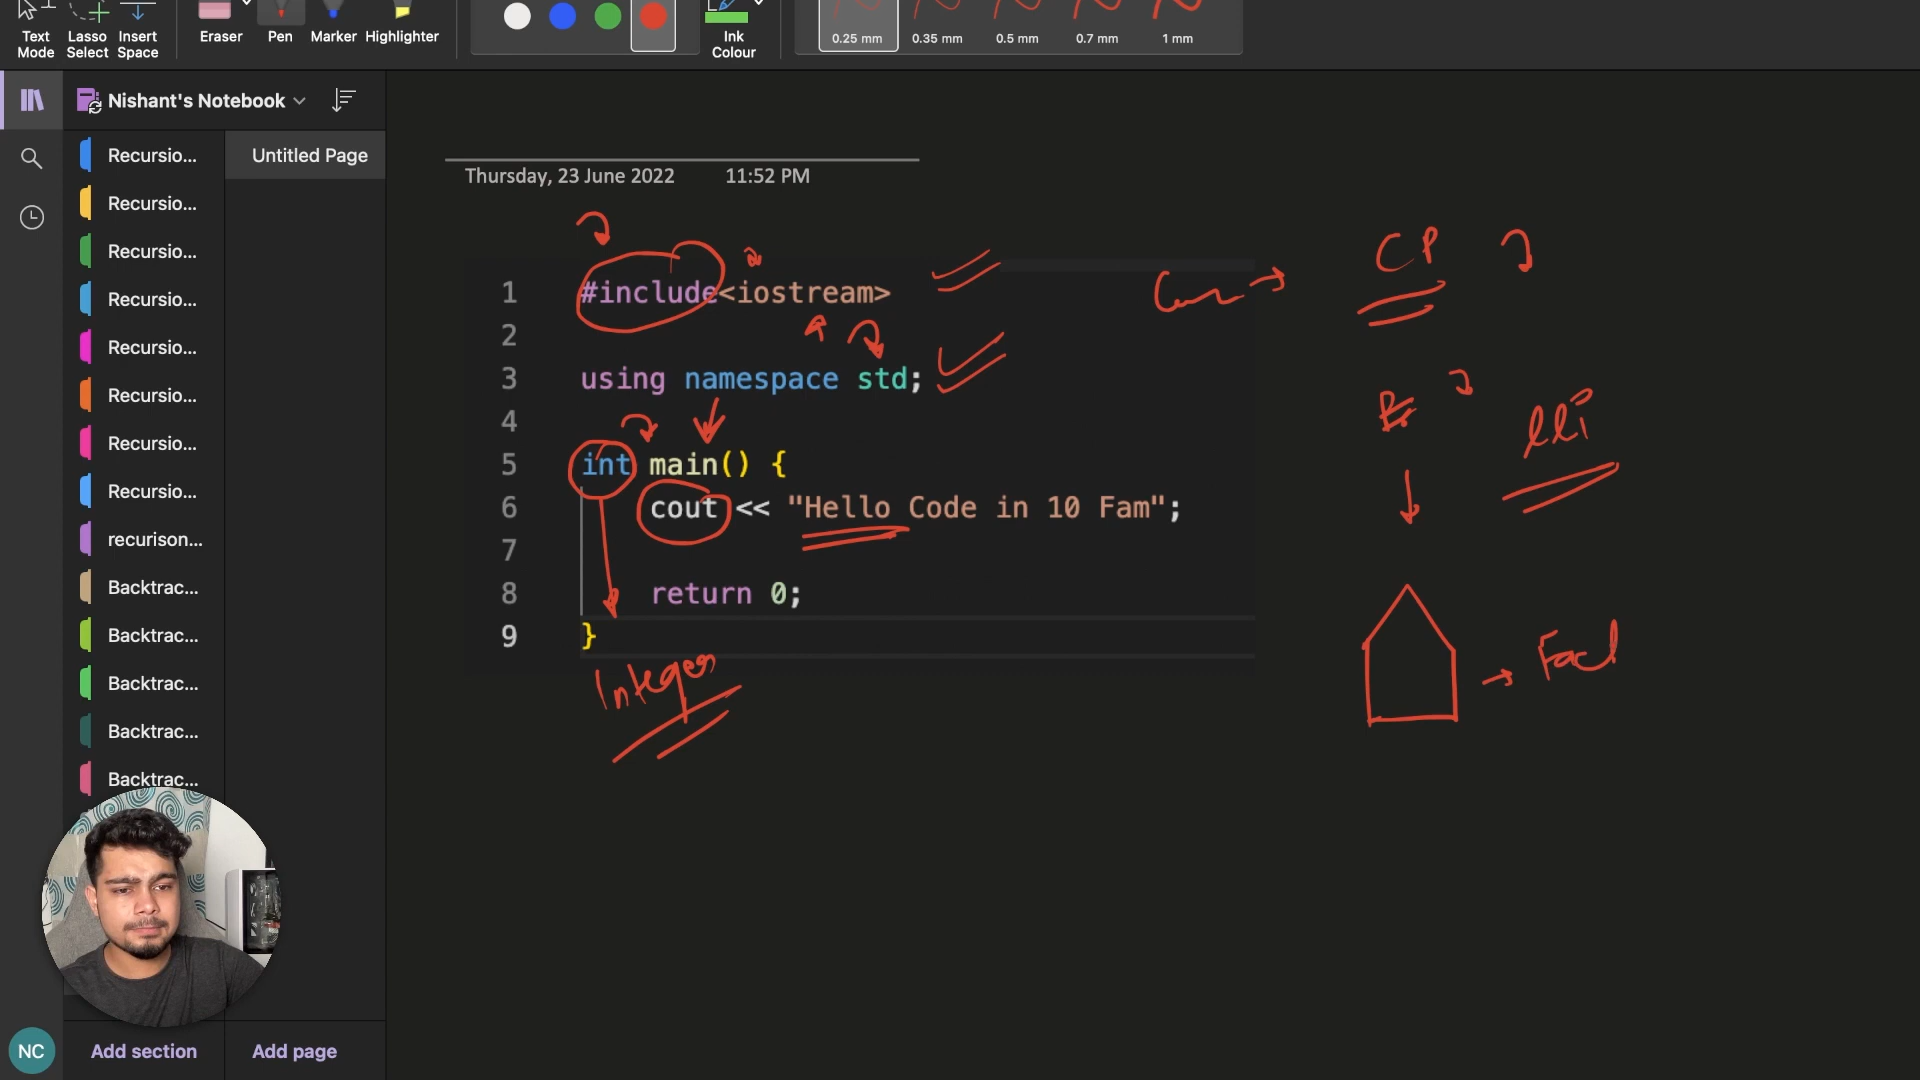 Text Mode
Lasso Select
Insert Space
Eraser
Pen
Marker
Highlighter
Ink Colour
0.25 mm
0.35 mm
0.5 mm
0.7 mm
1 mm
Nishant's Notebook
Recursio...
Recursio...
Recursio...
Recursio...
Recursio...
Recursio...
Recursio...
Recursio...
recurison...
Backtrac...
Backtrac...
Backtrac...
Backtrac...
Backtrac...
Untitled Page
Thursday, 23 June 2022 11:52 PM
1 #include<iostream>
2
3 using namespace std;
4
5 int main() {
6 cout << "Hello Code in 10 Fam";
7
8 return 0;
9 }
Integer
CP
lli
NC
Add section
Add page